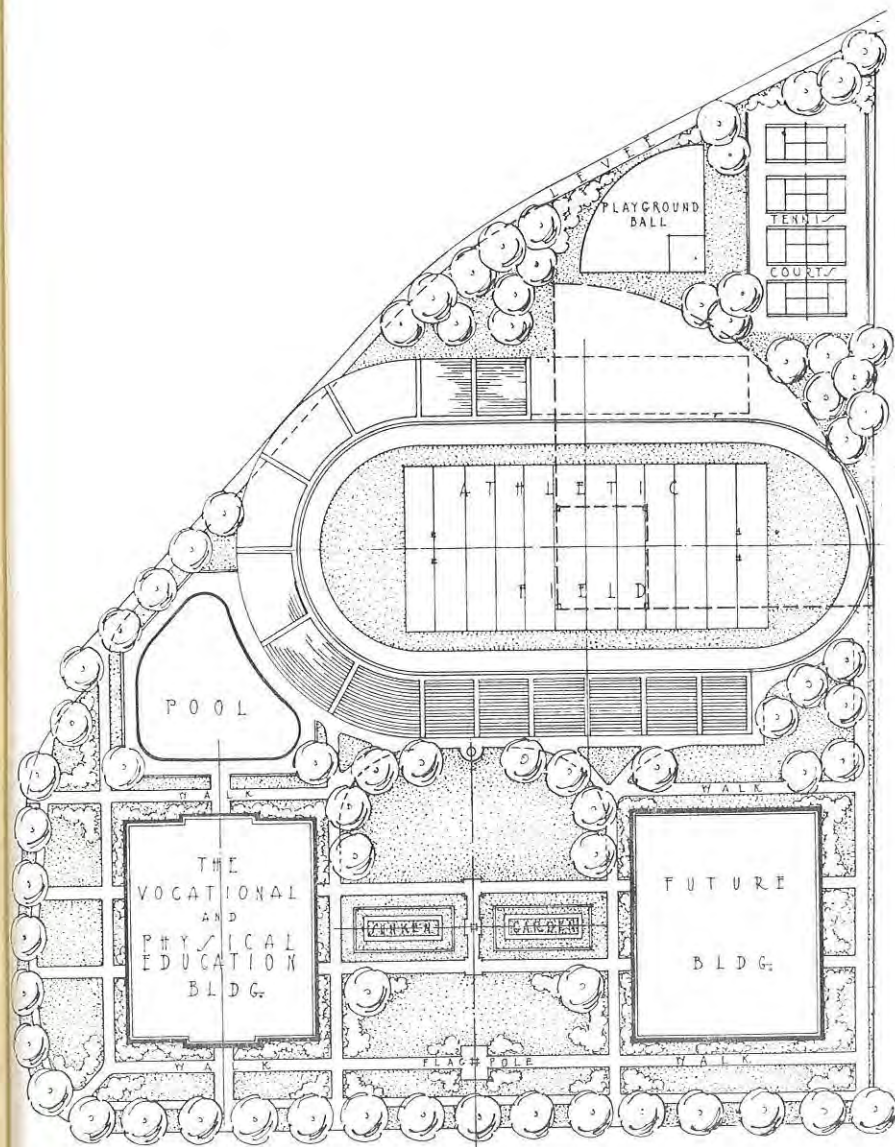 LEVEE
PLAYGROUND
BALL
TENNIS
COURTS
ATHLETIC
FIELD
POOL
WALK
WALK
THE
VOCATIONAL
AND
PHYSICAL
EDUCATION
BLDG.
FUTURE
BLDG.
SUNKEN
GARDEN
WALK
FLAG POLE
WALK